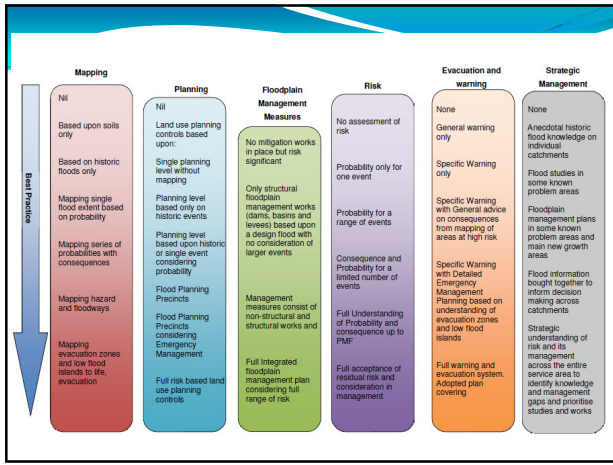 Best Practice
Mapping
Nil
Based upon soils
only
Based on historic
floods only
Mapping single
flood extent based
on probability
Mapping series of
probabilities with
consequences
Mapping hazard
and floodways
Mapping
evacuation zones
and low flood
islands to life,
evacuation
Planning
Nil
Land use planning
controls based
upon:
Single planning
level without
mapping
Planning level
based only on
historic events
Planning level
based upon historic
or single event
considering
probability
Flood Planning
Precincts
Flood Planning
Precincts
considering
Emergency
Management
Full risk based land
use planning
controls
Floodplain
Management
Measures
No mitigation works
in place but risk
significant
Only structural
floodplain
management works
(dams, basins and
levees) based upon
a design flood with
no consideration of
larger events
Management
measures consist of
non-structural and
structural works and
Full Integrated
floodplain
management plan
considering full
range of risk
Risk
No assessment of
risk
Probability only for
one event
Probability for a
range of events
Consequence and
Probability for a
limited number of
events
Full Understanding
of Probability and
consequence up to
PMF
Full acceptance of
residual risk and
consideration in
management
Evacuation and
warning
None
General warning
only
Specific Warning
only
Specific Warning
with General advice
on consequences
from mapping of
areas at high risk
Specific Warning
with Detailed
Emergency
Management
Planning based on
understanding of
evacuation zones
and low flood
islands
Full warning and
evacuation system.
Adopted plan
covering
Strategic
Management
None
Anecdotal historic
flood knowledge on
individual
catchments
Flood studies in
some known
problem areas
Floodplain
management plans
in some known
problem areas and
main new growth
areas
Flood information
bought together to
inform decision
making across
catchments
Strategic
understanding of
risk and its
management
across the entire
service area to
identify knowledge
and management
gaps and prioritise
studies and works